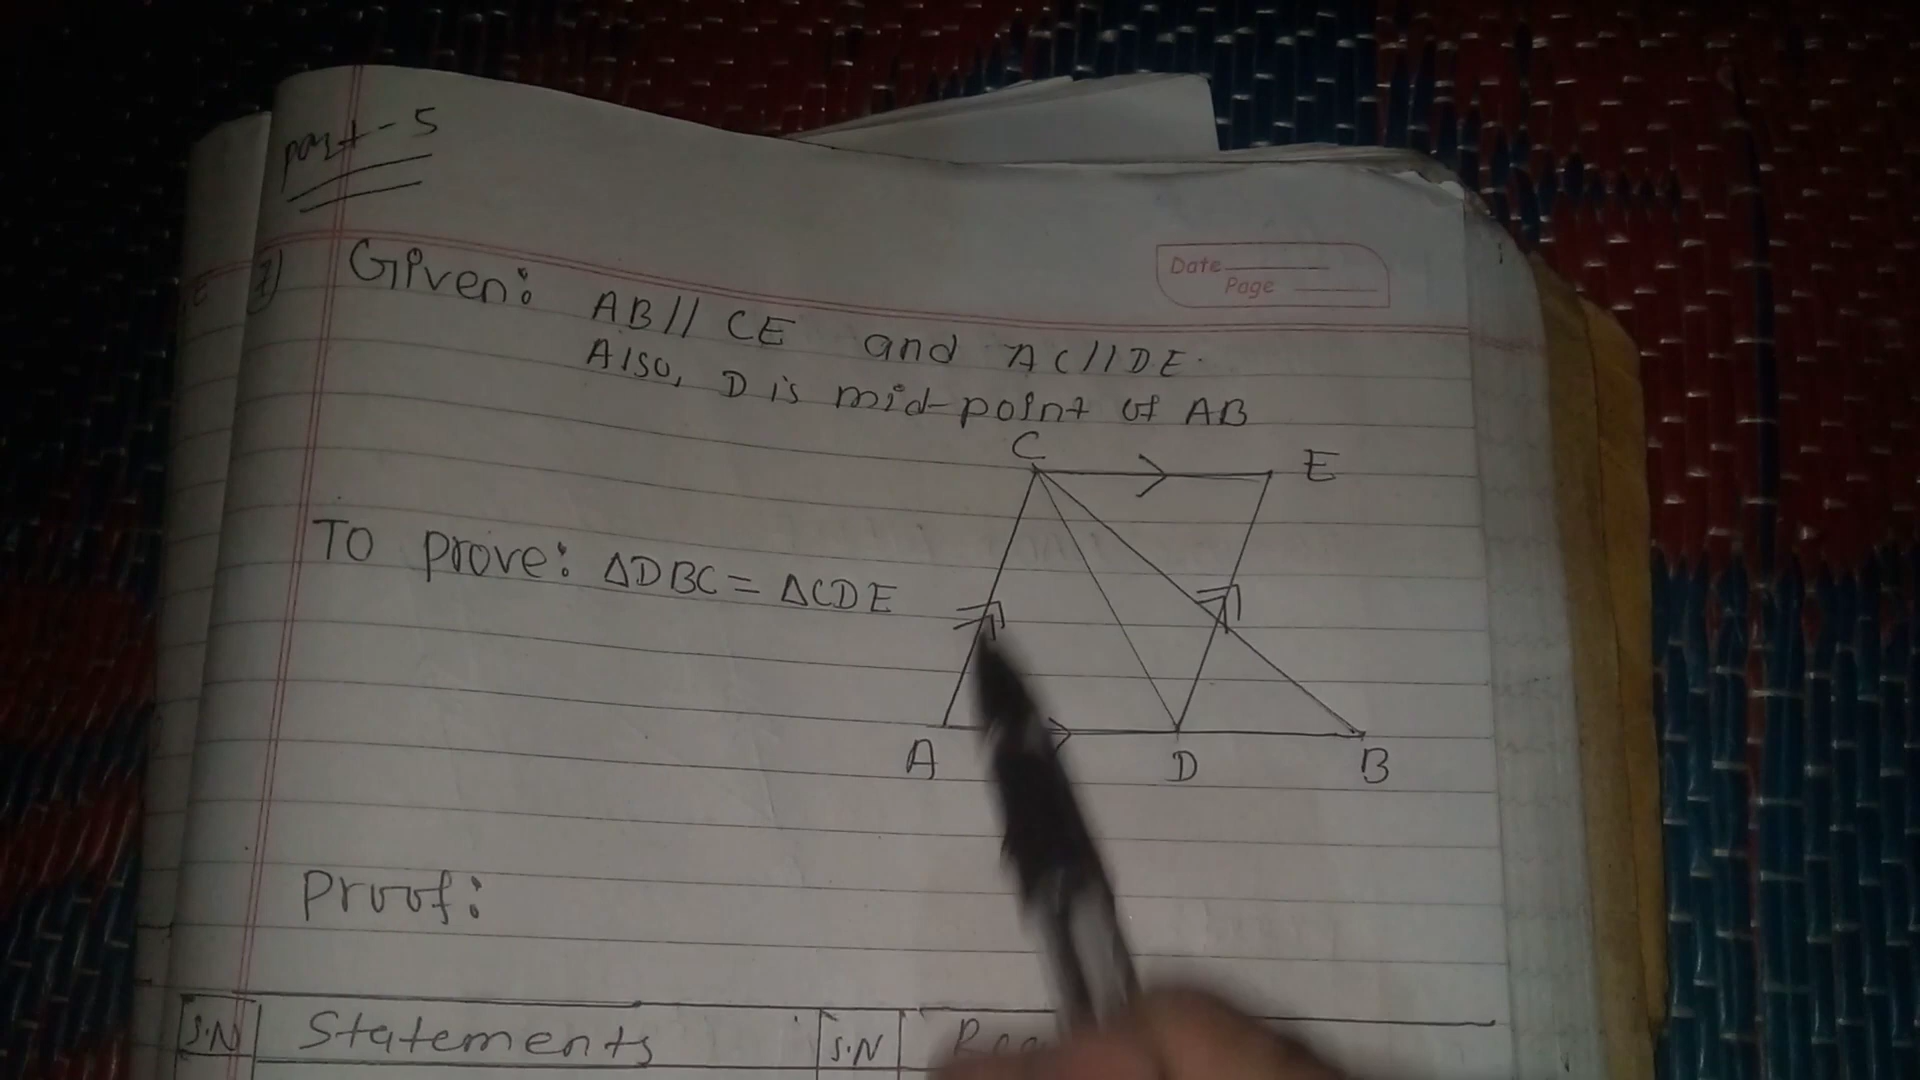 part-5
Date
Page
7) Given: AB// CE and AC//DE.
Also, D is mid-point of AB
C
E
To prove: ΔDBC = ΔCDE
A
D
B
Proof:
S.N Statements S.N